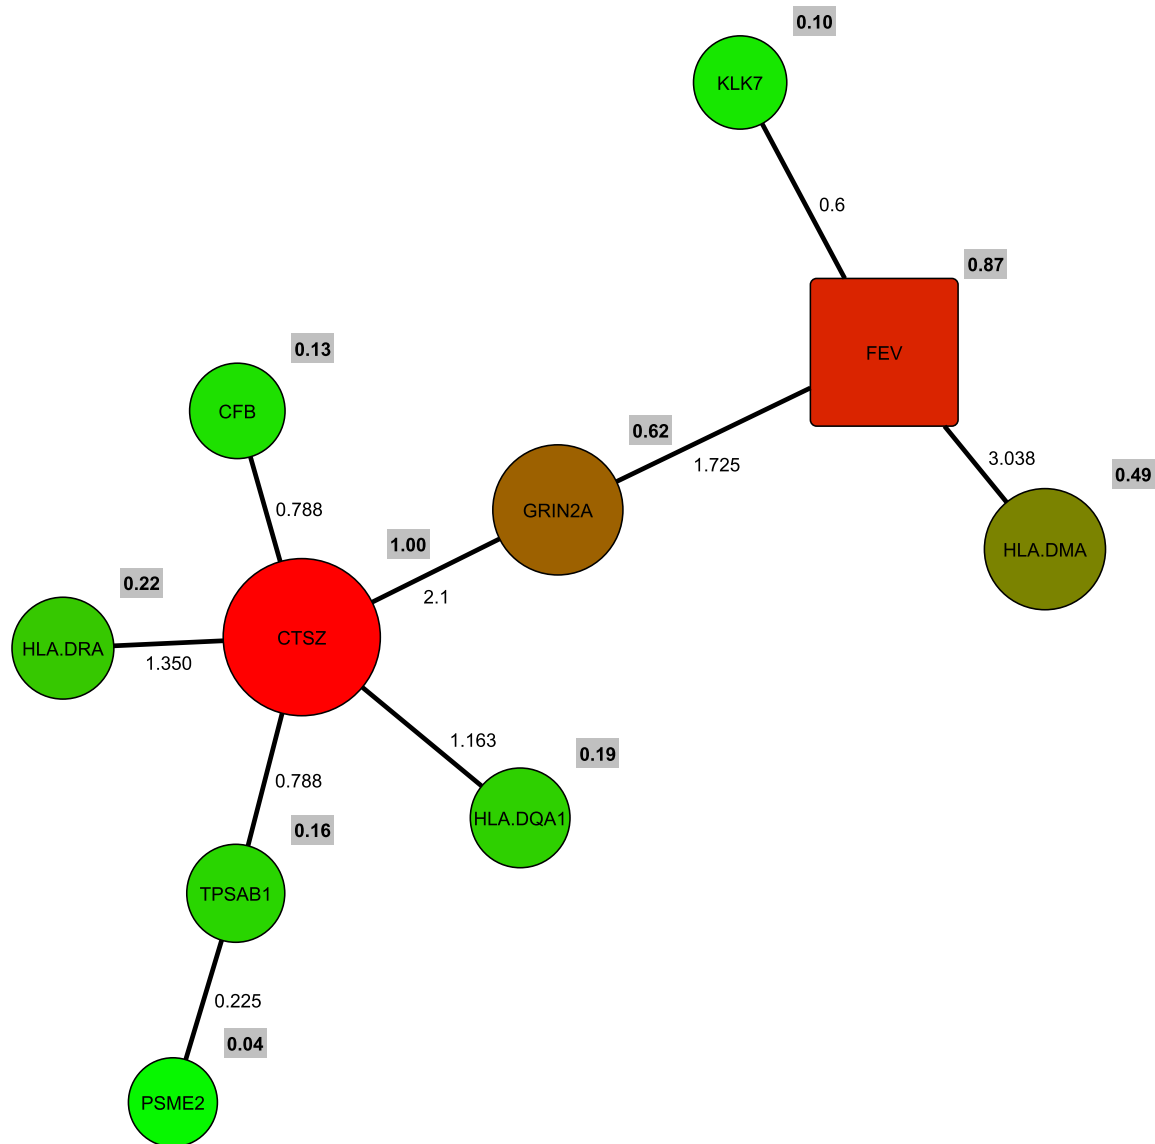 0.10
KLK7
0.6
0.87
FEV
0.13
CFB
0.62
1.725
3.038
0.49
GRIN2A
HLA.DMA
0.788
1.00
0.22
2.1
HLA.DRA
CTSZ
1.350
1.163
0.19
0.788
HLA.DQA1
0.16
TPSAB1
0.225
0.04
PSME2